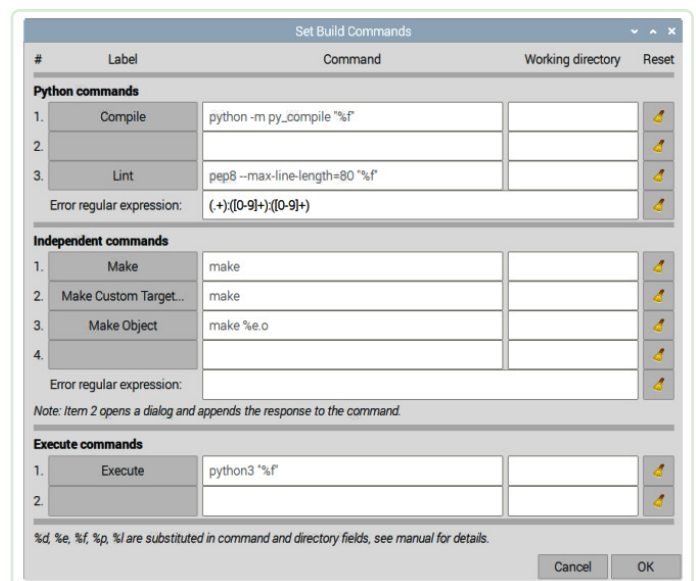 Set Build Commands
# Label Command Working directory Reset
Python commands
1. Compile python -m py_compile "%f"
2.
3. Lint pep8 --max-line-length=80 "%f"
Error regular expression: (.+):([0-9]+):([0-9]+)
Independent commands
1. Make make
2. Make Custom Target... make
3. Make Object make %e.o
4.
Error regular expression:
Note: Item 2 opens a dialog and appends the response to the command.
Execute commands
1. Execute python3 "%f"
2.
%d, %e, %f, %p, %l are substituted in command and directory fields, see manual for details.
Cancel OK